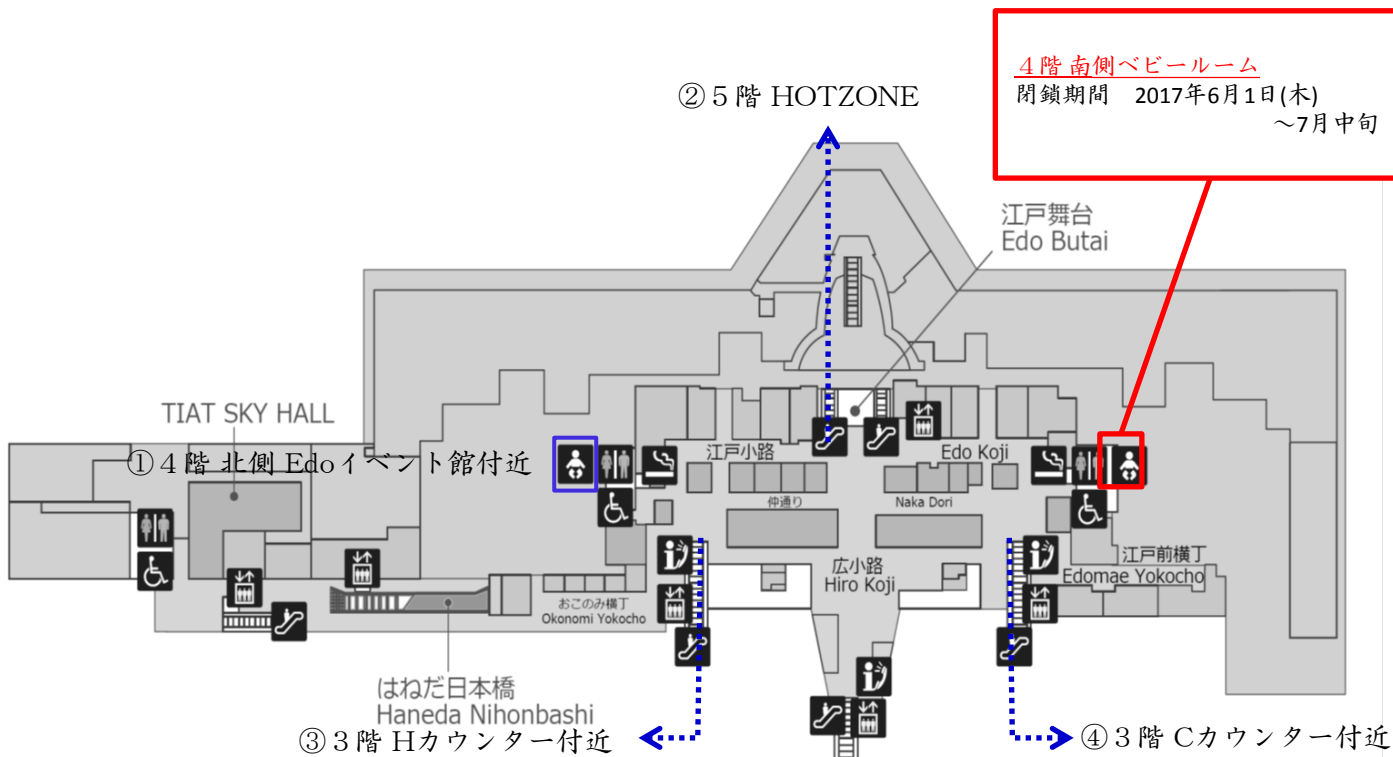 ４階 南側ベビールーム
閉鎖期間　2017年6月1日(木)
～7月中旬
②５階 HOTZONE
江戸舞台
Edo Butai
TIAT SKY HALL
①４階 北側 Edoイベント館付近
江戸小路
Edo Koji
仲通り
Naka Dori
広小路
Hiro Koji
江戸前横丁
Edomae Yokocho
おこのみ横丁
Okonomi Yokocho
はねだ日本橋
Haneda Nihonbashi
③３階 Hカウンター付近
④３階 Cカウンター付近